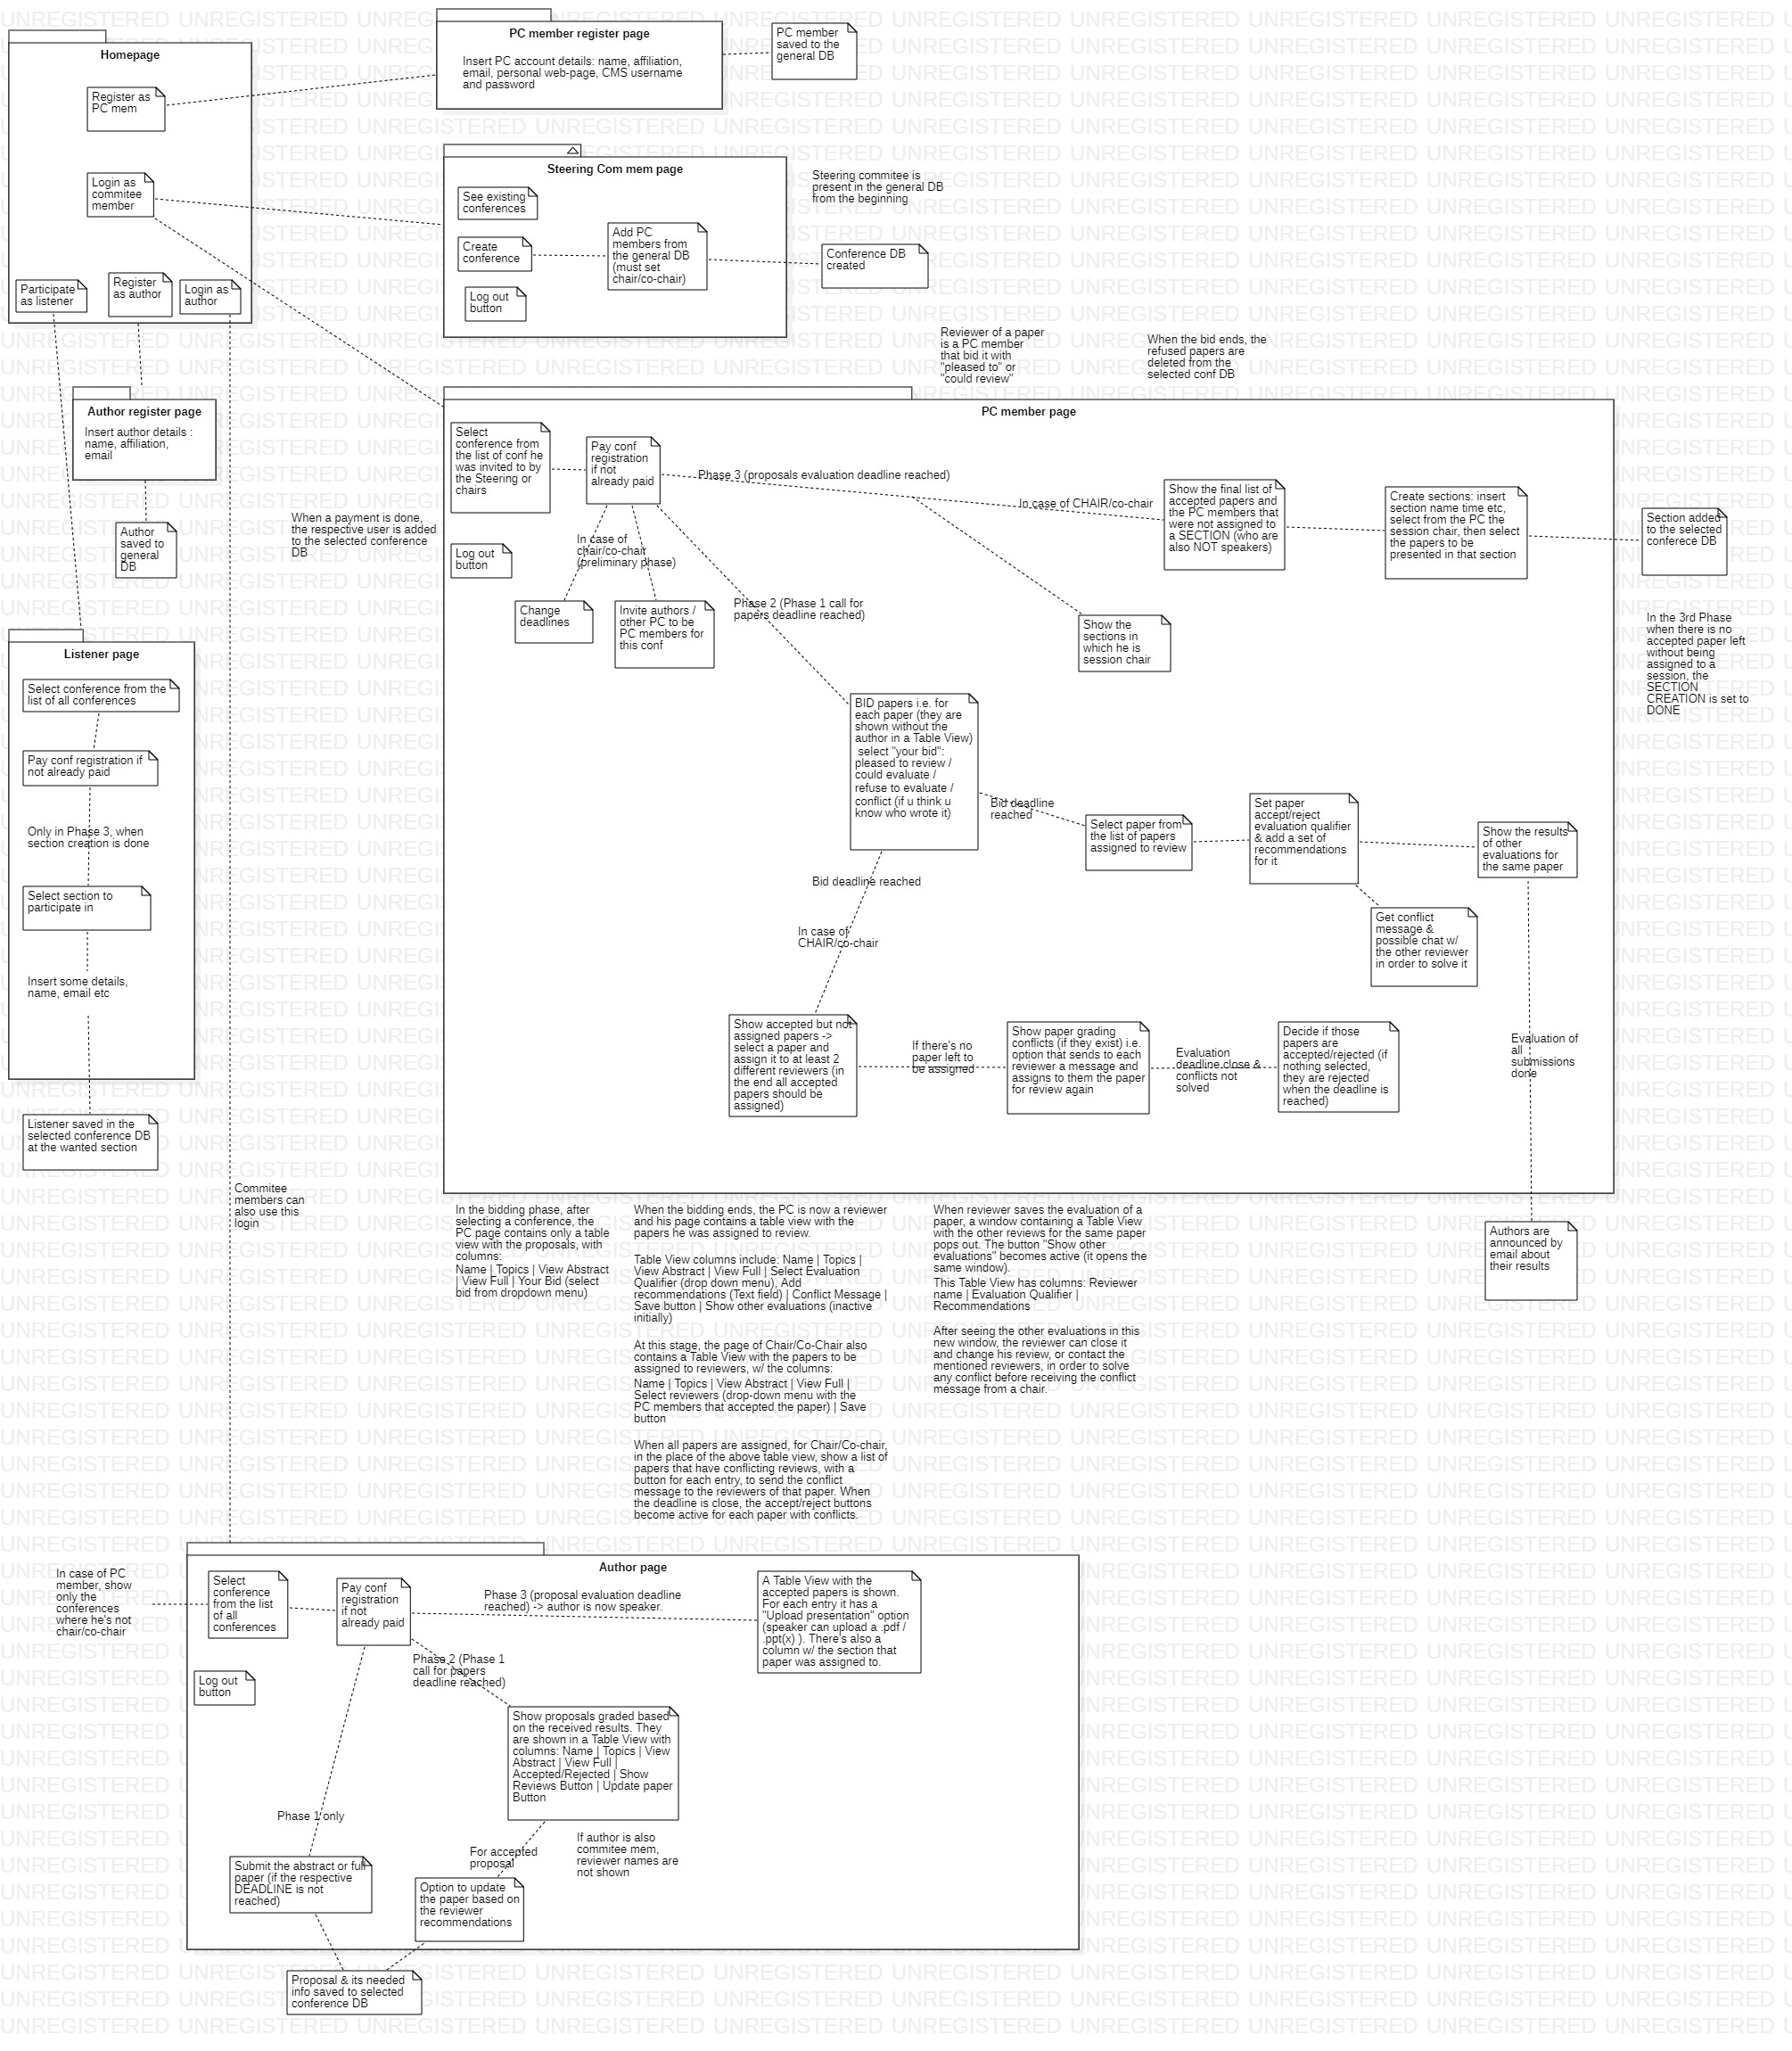 Homepage
Register as
PC mem
Login as
commitee
member
Participate
as listener
Register
as author
Login as
author
PC member register page
Insert PC account details: name, affiliation,
email, personal web-page, CMS username
and password
PC member
saved to the
general DB
Steering Com mem page
See existing
conferences
Create
conference
Add PC
members from
the general DB
(must set
chair/co-chair)
Log out
button
Steering commitee is
present in the general DB
from the beginning
Conference DB
created
Reviewer of a paper
is a PC member
that bid it with
"pleased to" or
"could review"
When the bid ends, the
refused papers are
deleted from the
selected conf DB
Author register page
Insert author details :
name, affiliation,
email
Author
saved to
general
DB
When a payment is done,
the respective user is added
to the selected conference
DB
PC member page
Select
conference from
the list of conf he
was invited to by
the Steering or
chairs
Pay conf
registration
if not
already paid
Phase 3 (proposals evaluation deadline reached)
In case of CHAIR/co-chair
Show the final list of
accepted papers and
the PC members that
were not assigned to
a SECTION (who are
also NOT speakers)
Create sections: insert
section name time etc,
select from the PC the
session chair, then select
the papers to be
presented in that section
Section added
to the selected
conferece DB
Log out
button
In case of
chair/co-chair
(preliminary phase)
Change
deadlines
Invite authors /
other PC to be
PC members for
this conf
Phase 2 (Phase 1 call for
papers deadline reached)
Show the
sections in
which he is
session chair
In the 3rd Phase
when there is no
accepted paper left
without being
assigned to a
session, the
SECTION
CREATION is set to
DONE
BID papers i.e. for
each paper (they are
shown without the
author in a Table View)
select "your bid":
pleased to review /
could evaluate /
refuse to evaluate /
conflict (if u think u
know who wrote it)
Bid deadline
reached
Select paper from
the list of papers
assigned to review
Set paper
accept/reject
evaluation qualifier
& add a set of
recommendations
for it
Show the results
of other
evaluations for
the same paper
Get conflict
message &
possible chat w/
the other reviewer
in order to solve it
Bid deadline reached
In case of
CHAIR/co-chair
Show accepted but not
assigned papers ->
select a paper and
assign it to at least 2
different reviewers (in
the end all accepted
papers should be
assigned)
If there's no
paper left to
be assigned
Show paper grading
conflicts (if they exist) i.e.
option that sends to each
reviewer a message and
assigns to them the paper
for review again
Evaluation
deadline close &
conflicts not
solved
Decide if those
papers are
accepted/rejected (if
nothing selected,
they are rejected
when the deadline is
reached)
Evaluation of
all
submissions
done
Authors are
announced by
email about
their results
Listener page
Select conference from the
list of all conferences
Pay conf registration if
not already paid
Only in Phase 3, when
section creation is done
Select section to
participate in
Insert some details,
name, email etc
Listener saved in the
selected conference DB
at the wanted section
Commitee
members can
also use this
login
In the bidding phase, after
selecting a conference, the
PC page contains only a table
view with the proposals, with
columns:
Name | Topics | View Abstract
| View Full | Your Bid (select
bid from dropdown menu)
When the bidding ends, the PC is now a reviewer
and his page contains a table view with the
papers he was assigned to review.
Table View columns include: Name | Topics |
View Abstract | View Full | Select Evaluation
Qualifier (drop down menu), Add
recommendations (Text field) | Conflict Message |
Save button | Show other evaluations (inactive
initially)
At this stage, the page of Chair/Co-Chair also
contains a Table View with the papers to be
assigned to reviewers, w/ the columns:
Name | Topics | View Abstract | View Full |
Select reviewers (drop-down menu with the
PC members that accepted the paper) | Save
button
When all papers are assigned, for Chair/Co-chair,
in the place of the above table view, show a list of
papers that have conflicting reviews, with a
button for each entry, to send the conflict
message to the reviewers of that paper. When
the deadline is close, the accept/reject buttons
become active for each paper with conflicts.
When reviewer saves the evaluation of a
paper, a window containing a Table View
with the other reviews for the same paper
pops out. The button "Show other
evaluations" becomes active (it opens the
same window).
This Table View has columns: Reviewer
name | Evaluation Qualifier |
Recommendations
After seeing the other evaluations in this
new window, the reviewer can close it
and change his review, or contact the
mentioned reviewers, in order to solve
any conflict before receiving the conflict
message from a chair.
Author page
In case of PC
member, show
only the
conferences
where he's not
chair/co-chair
Select
conference
from the list
of all
conferences
Pay conf
registration
if not
already paid
Phase 3 (proposal evaluation deadline
reached) -> author is now speaker.
A Table View with the
accepted papers is shown.
For each entry it has a
"Upload presentation" option
(speaker can upload a .pdf /
.ppt(x) ). There's also a
column w/ the section that
paper was assigned to.
Log out
button
Phase 2 (Phase 1
call for papers
deadline reached)
Show proposals graded based
on the received results. They
are shown in a Table View with
columns: Name | Topics | View
Abstract | View Full |
Accepted/Rejected | Show
Reviews Button | Update paper
Button
Phase 1 only
For accepted
proposal
If author is also
commitee mem,
reviewer names are
not shown
Submit the abstract or full
paper (if the respective
DEADLINE is not
reached)
Option to update
the paper based on
the reviewer
recommendations
Proposal & its needed
info saved to selected
conference DB